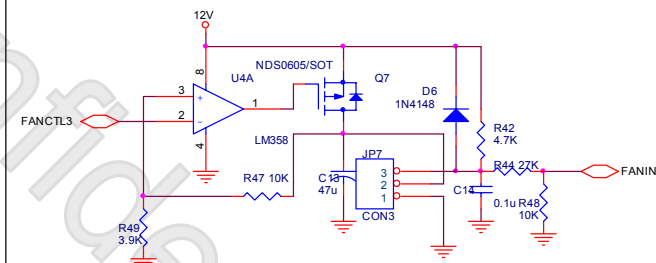 12V
NDS0605/SOT
U4A
Q7
8
3
+
1
2
-
4
FANCTL3
LM358
D6
1N4148
R42
4.7K
JP7
R47 10K
C13
47u
3
2
1
CON3
R44 27K
FANIN
C14
0.1u
R48
10K
R49
3.9K
nfide